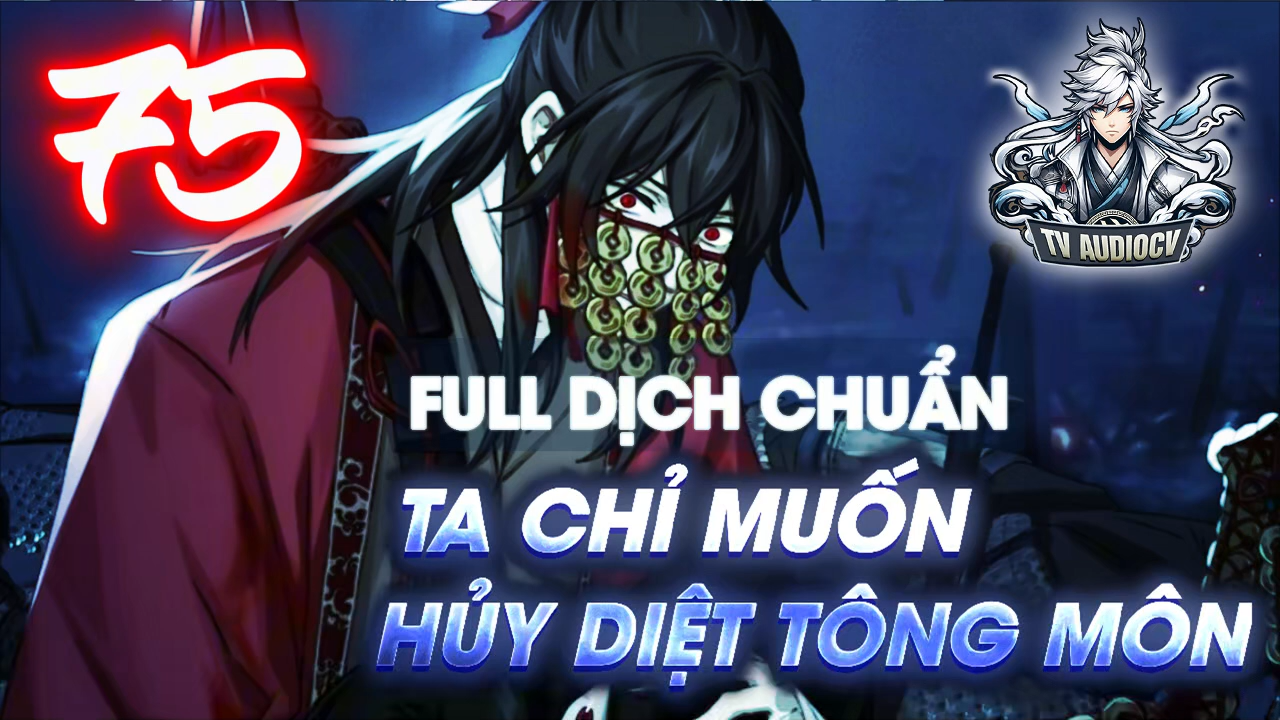 75
TV AUDIOCV
FULL DỊCH CHUẨN
TA CHỈ MUỐN
HỦY DIỆT TÔNG MÔN